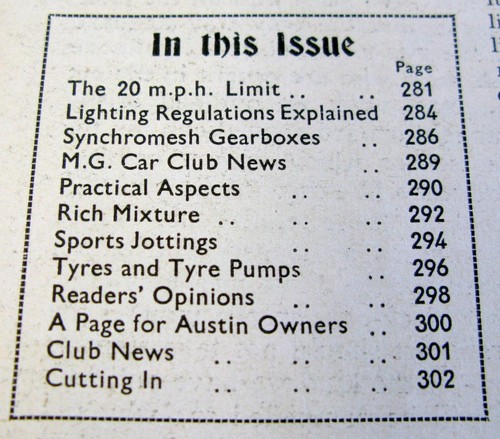 In this Issue
Page
The 20 m.p.h. Limit .. .. 281
Lighting Regulations Explained 284
Synchromesh Gearboxes .. 286
M.G. Car Club News .. 289
Practical Aspects .. .. 290
Rich Mixture .. .. .. 292
Sports Jottings .. .. 294
Tyres and Tyre Pumps .. 296
Readers' Opinions .. .. 298
A Page for Austin Owners .. 300
Club News .. .. .. 301
Cutting In .. .. .. 302